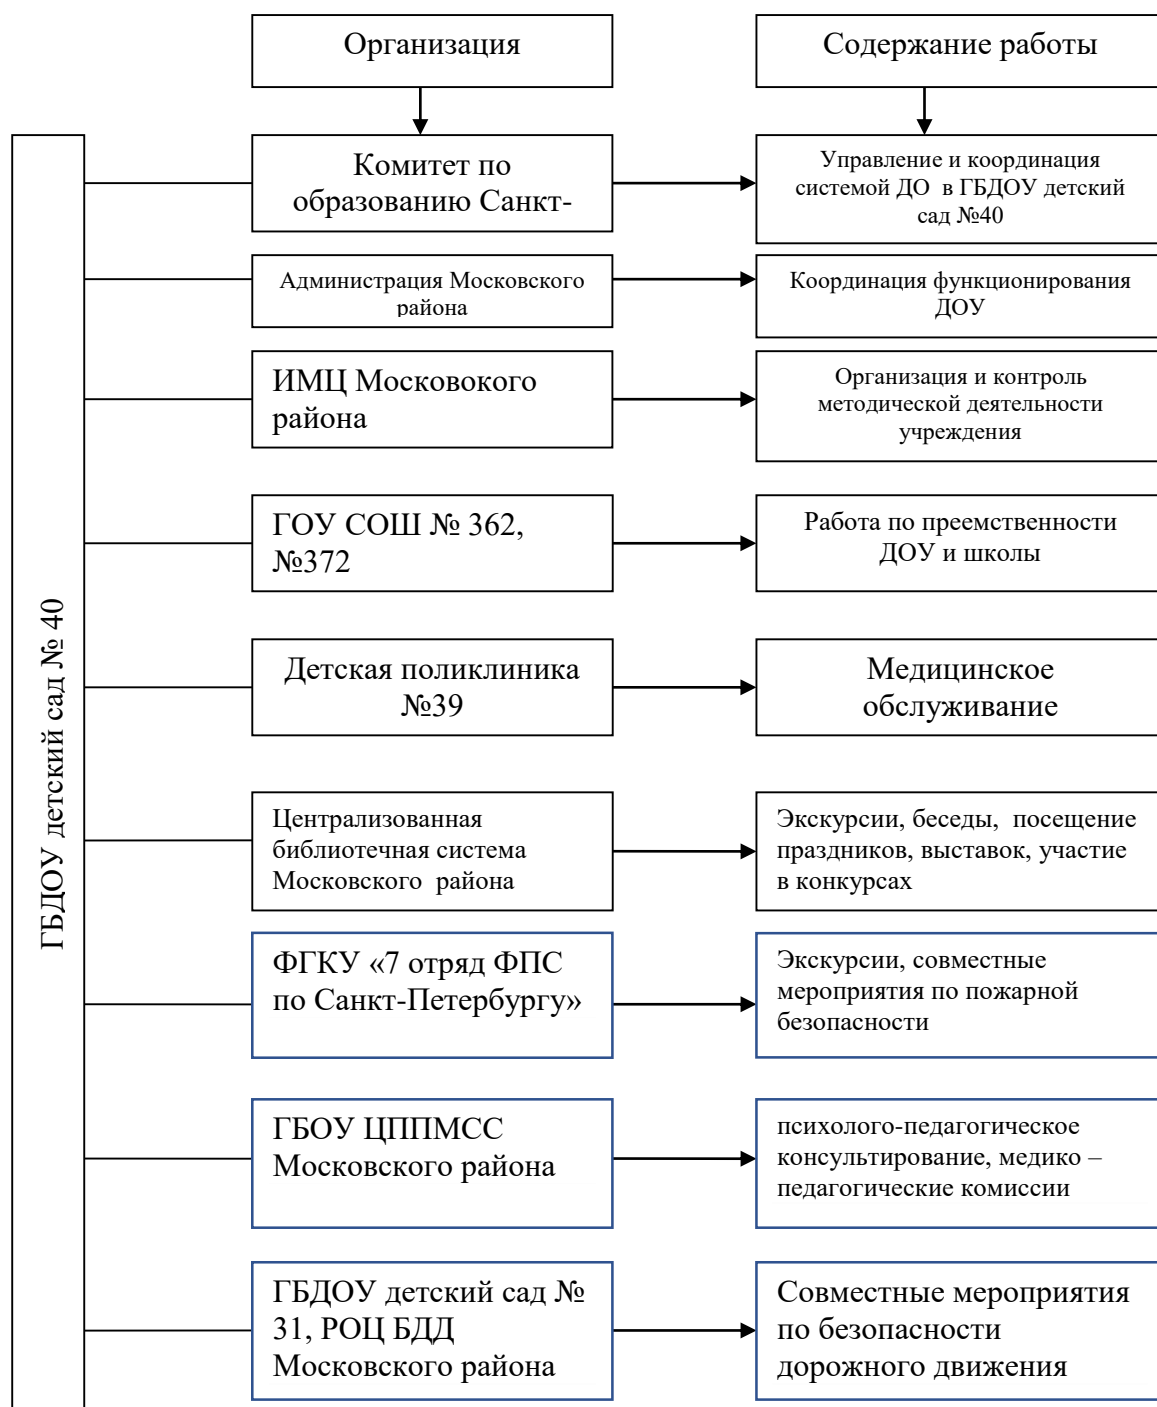 Организация
Содержание работы
ГБДОУ детский сад № 40
Комитет по
образованию Санкт-
Управление и координация
системой ДО в ГБДОУ детский
сад №40
Администрация Московского
района
Координация функционирования
ДОУ
ИМЦ Московокого
района
Организация и контроль
методической деятельности
учреждения
ГОУ СОШ № 362,
№372
Работа по преемственности
ДОУ и школы
Детская поликлиника
№39
Медицинское
обслуживание
Централизованная
библиотечная система
Московского района
Экскурсии, беседы, посещение
праздников, выставок, участие
в конкурсах
ФГКУ «7 отряд ФПС
по Санкт-Петербургу»
Экскурсии, совместные
мероприятия по пожарной
безопасности
ГБОУ ЦППМСС
Московского района
психолого-педагогическое
консультирование, медико –
педагогические комиссии
ГБДОУ детский сад №
31, РОЦ БДД
Московского района
Совместные мероприятия
по безопасности
дорожного движения